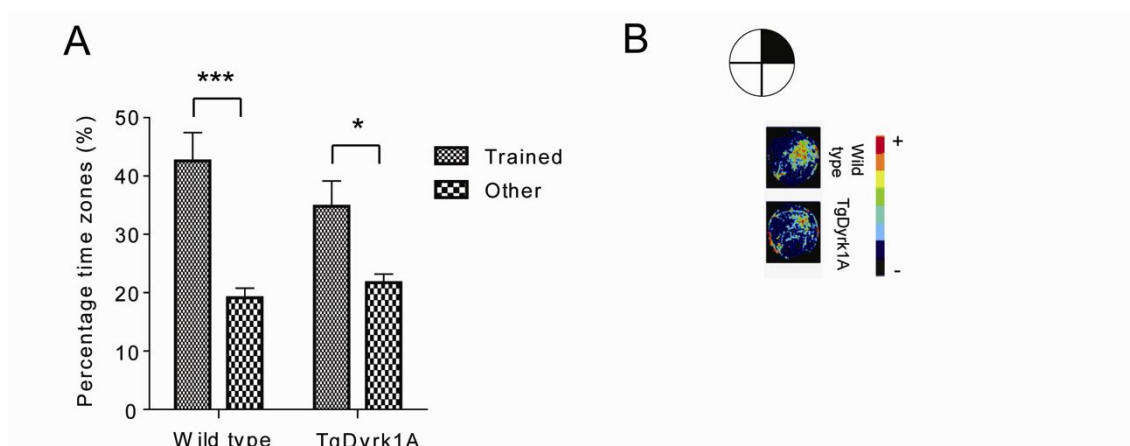 A
Percentage time zones (%)
50
40
30
20
10
0
***
*
Wild type
TgDyrk1A
Trained
Other
B
Wild
type
TgDyrk1A
+
-